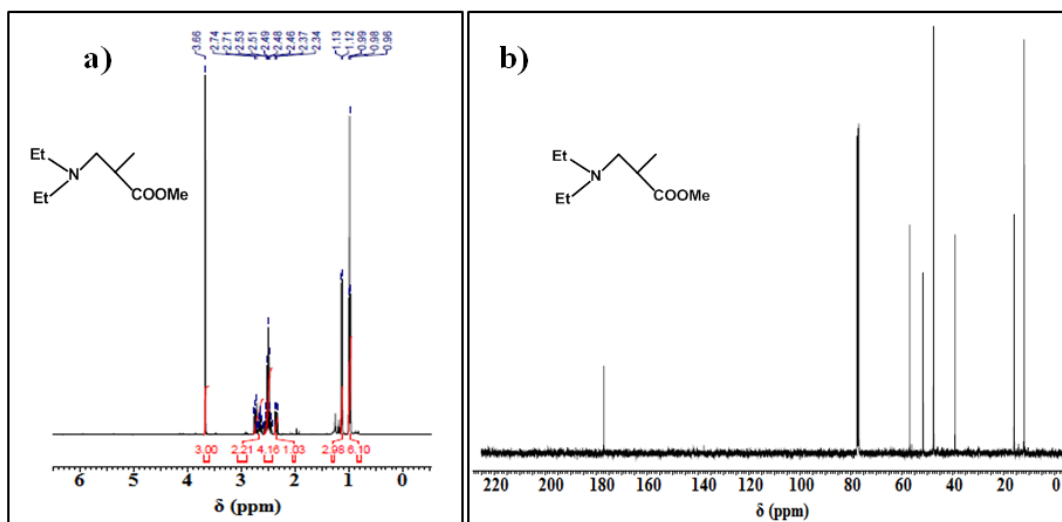 a)
3.66
2.74
2.71
2.53
2.51
2.49
2.48
2.46
2.37
2.34
1.13
1.12
0.99
0.98
0.96
Et
N
Et
COOMe
3.00
2.21
4.16
1.03
2.98
6.10
5 4 3 2 1 0
δ (ppm)
b)
Et
N
Et
COOMe
220 200 180 160 140 120 100 80 60 40 20 0
δ (ppm)